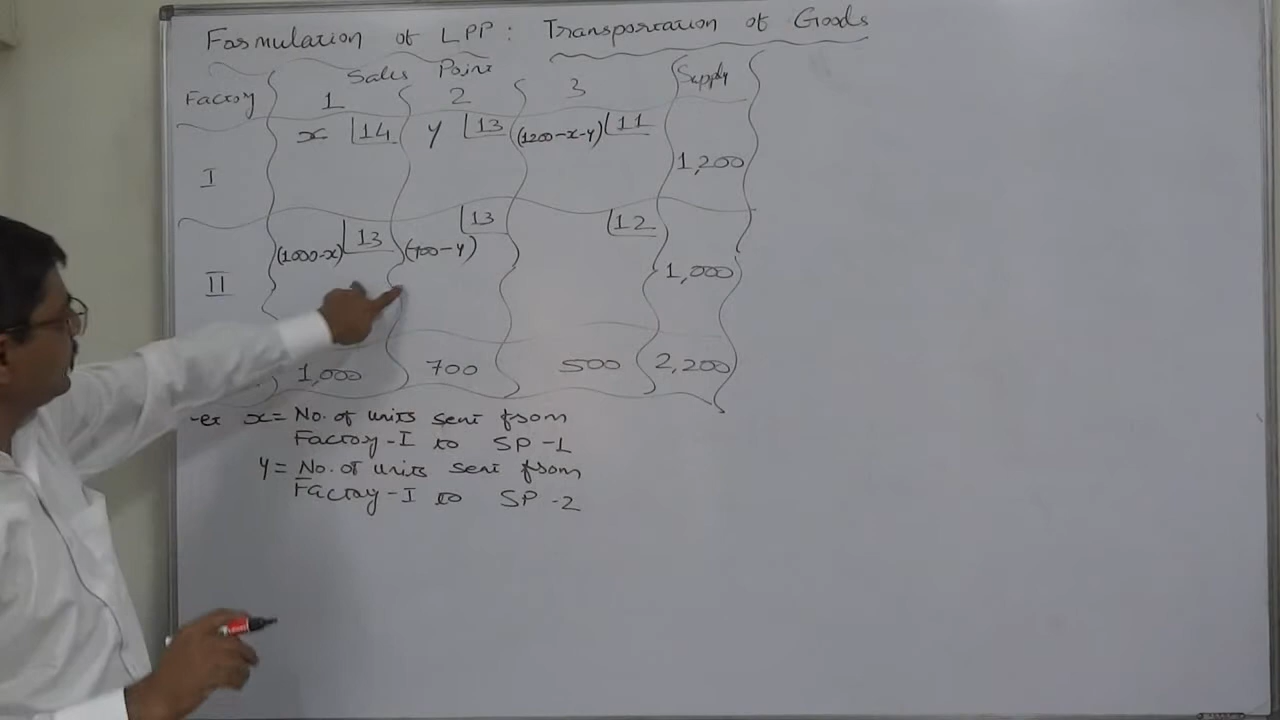 Formulation of LPP: Transportation of Goods
Sales Point Supply
Factory 1 2 3
x 14 y 13 (1200-x-y) 11
I 1,200
(1000-x) 13 (700-y) 13 12
II 1,000
1,000 700 500 2,200
x = No. of units sent from
Factory-I to SP-1
y = No. of units sent from
Factory-I to SP-2